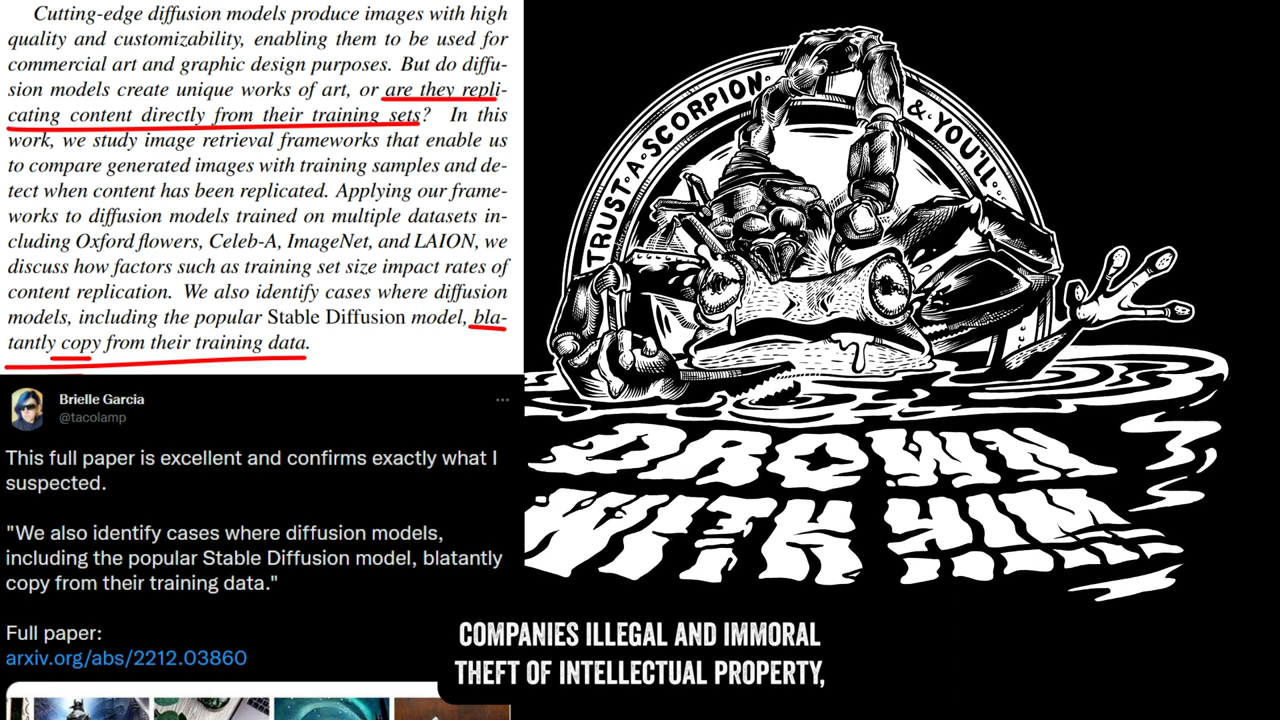 Cutting-edge diffusion models produce images with high
quality and customizability, enabling them to be used for
commercial art and graphic design purposes. But do diffu-
sion models create unique works of art, or are they repli-
cating content directly from their training sets? In this
work, we study image retrieval frameworks that enable us
to compare generated images with training samples and de-
tect when content has been replicated. Applying our frame-
works to diffusion models trained on multiple datasets in-
cluding Oxford flowers, Celeb-A, ImageNet, and LAION, we
discuss how factors such as training set size impact rates of
content replication. We also identify cases where diffusion
models, including the popular Stable Diffusion model, bla-
tantly copy from their training data.
Brielle Garcia
@tacolamp
This full paper is excellent and confirms exactly what I
suspected.
"We also identify cases where diffusion models,
including the popular Stable Diffusion model, blatantly
copy from their training data."
Full paper:
arxiv.org/abs/2212.03860
TRUST·A·SCORPION·
&·YOU'LL...
DROWN
WITH HIM
COMPANIES ILLEGAL AND IMMORAL
THEFT OF INTELLECTUAL PROPERTY,